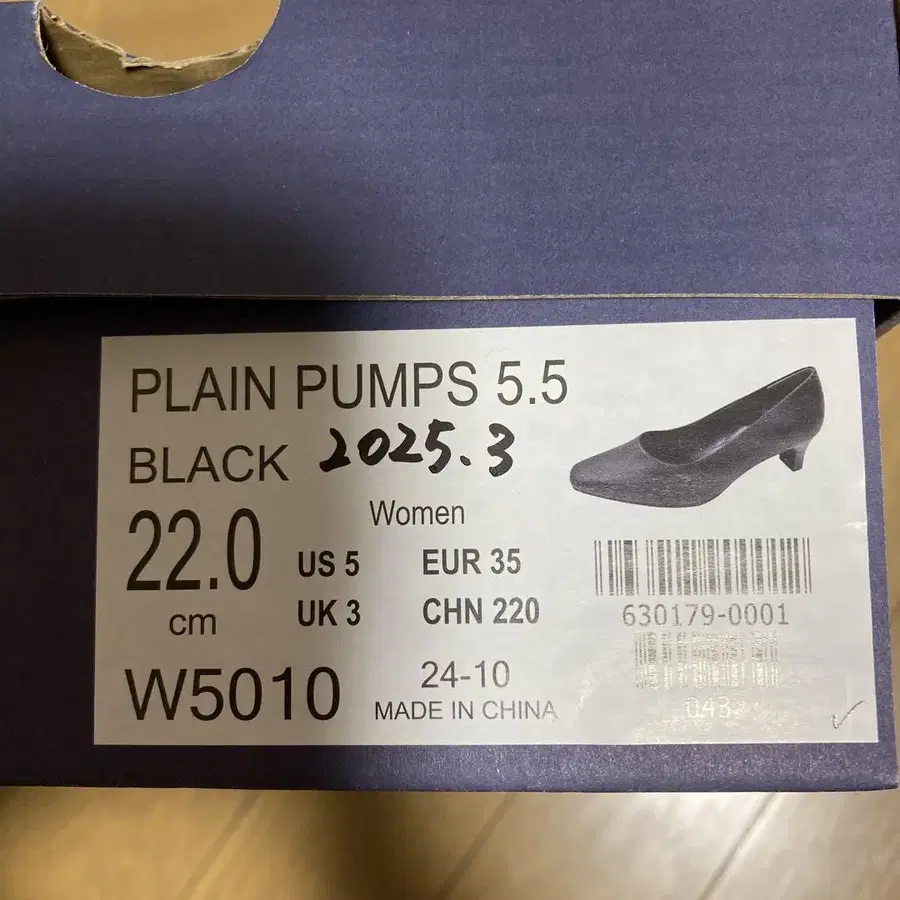 PLAIN PUMPS 5.5
BLACK 2025.3
Women
22.0 US 5 EUR 35
cm UK 3 CHN 220
630179-0001
W5010 24-10
MADE IN CHINA
043